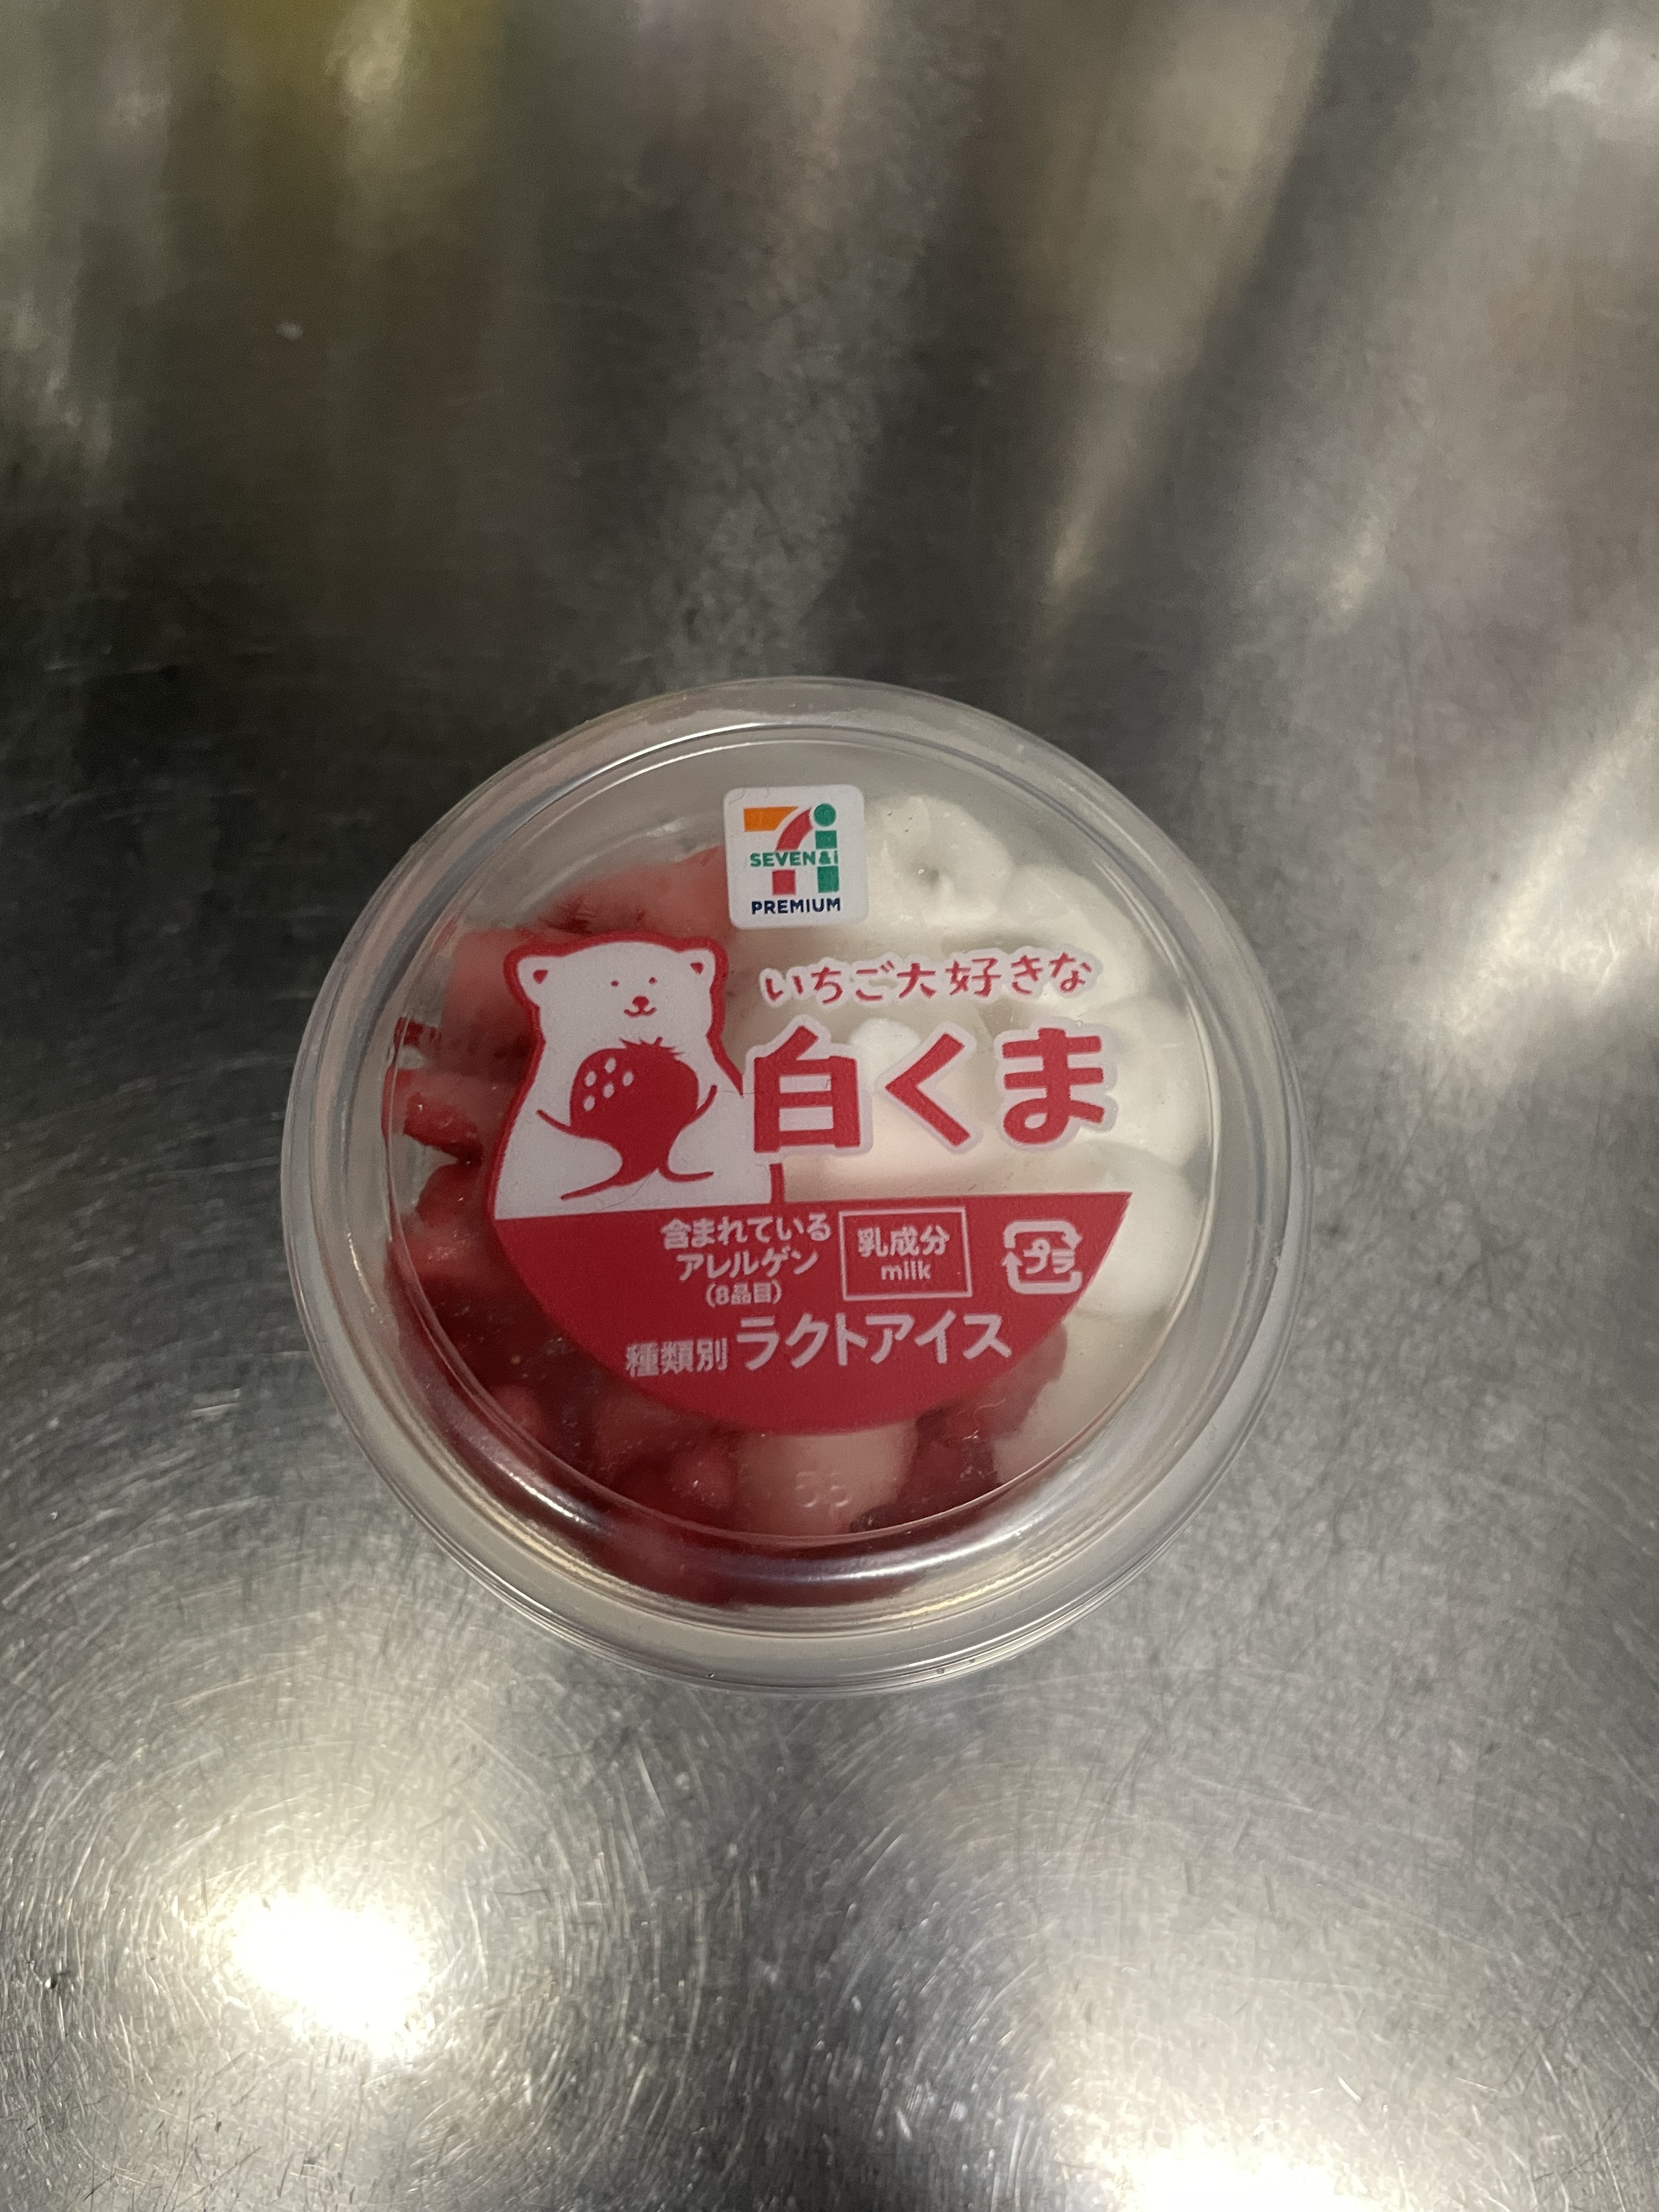 SEVEN&i
PREMIUM
いちご大好きな
白くま
含まれている
アレルゲン
(8品目)
乳成分
milk
プラ
種類別 ラクトアイス